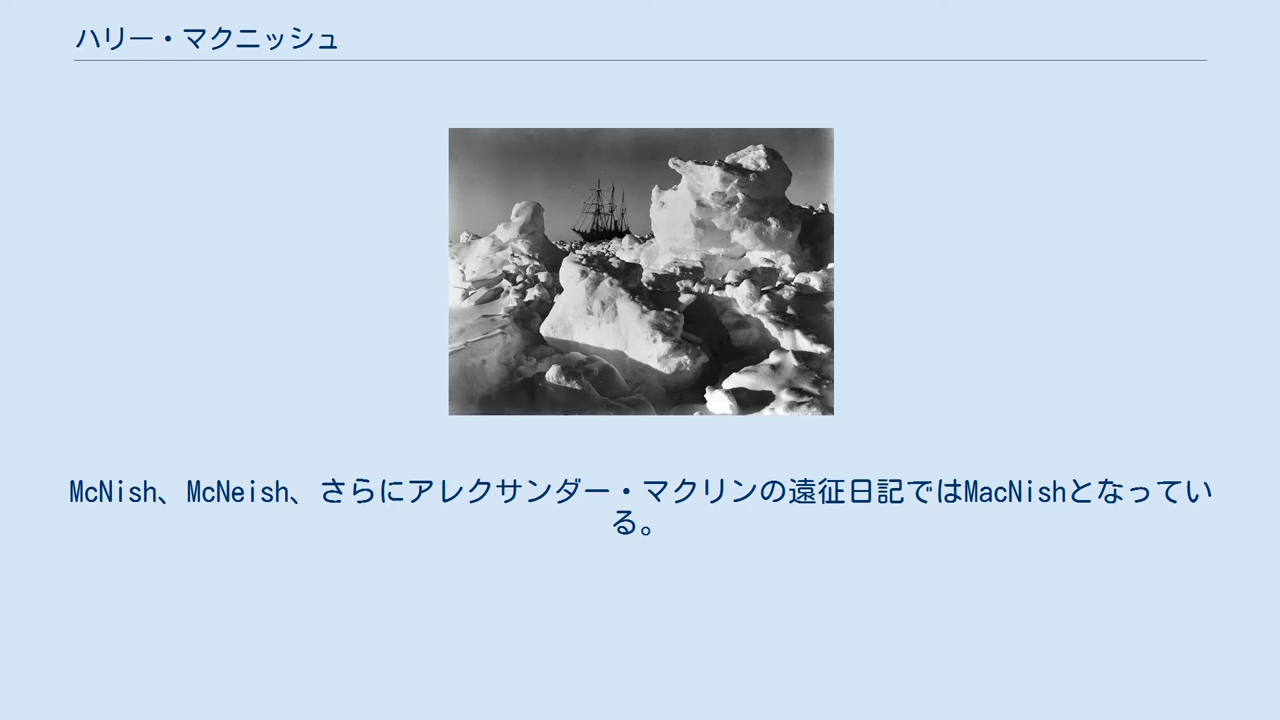 ハリー・マクニッシュ
McNish、McNeish、さらにアレクサンダー・マクリンの遠征日記ではMacNishとなってい
る。